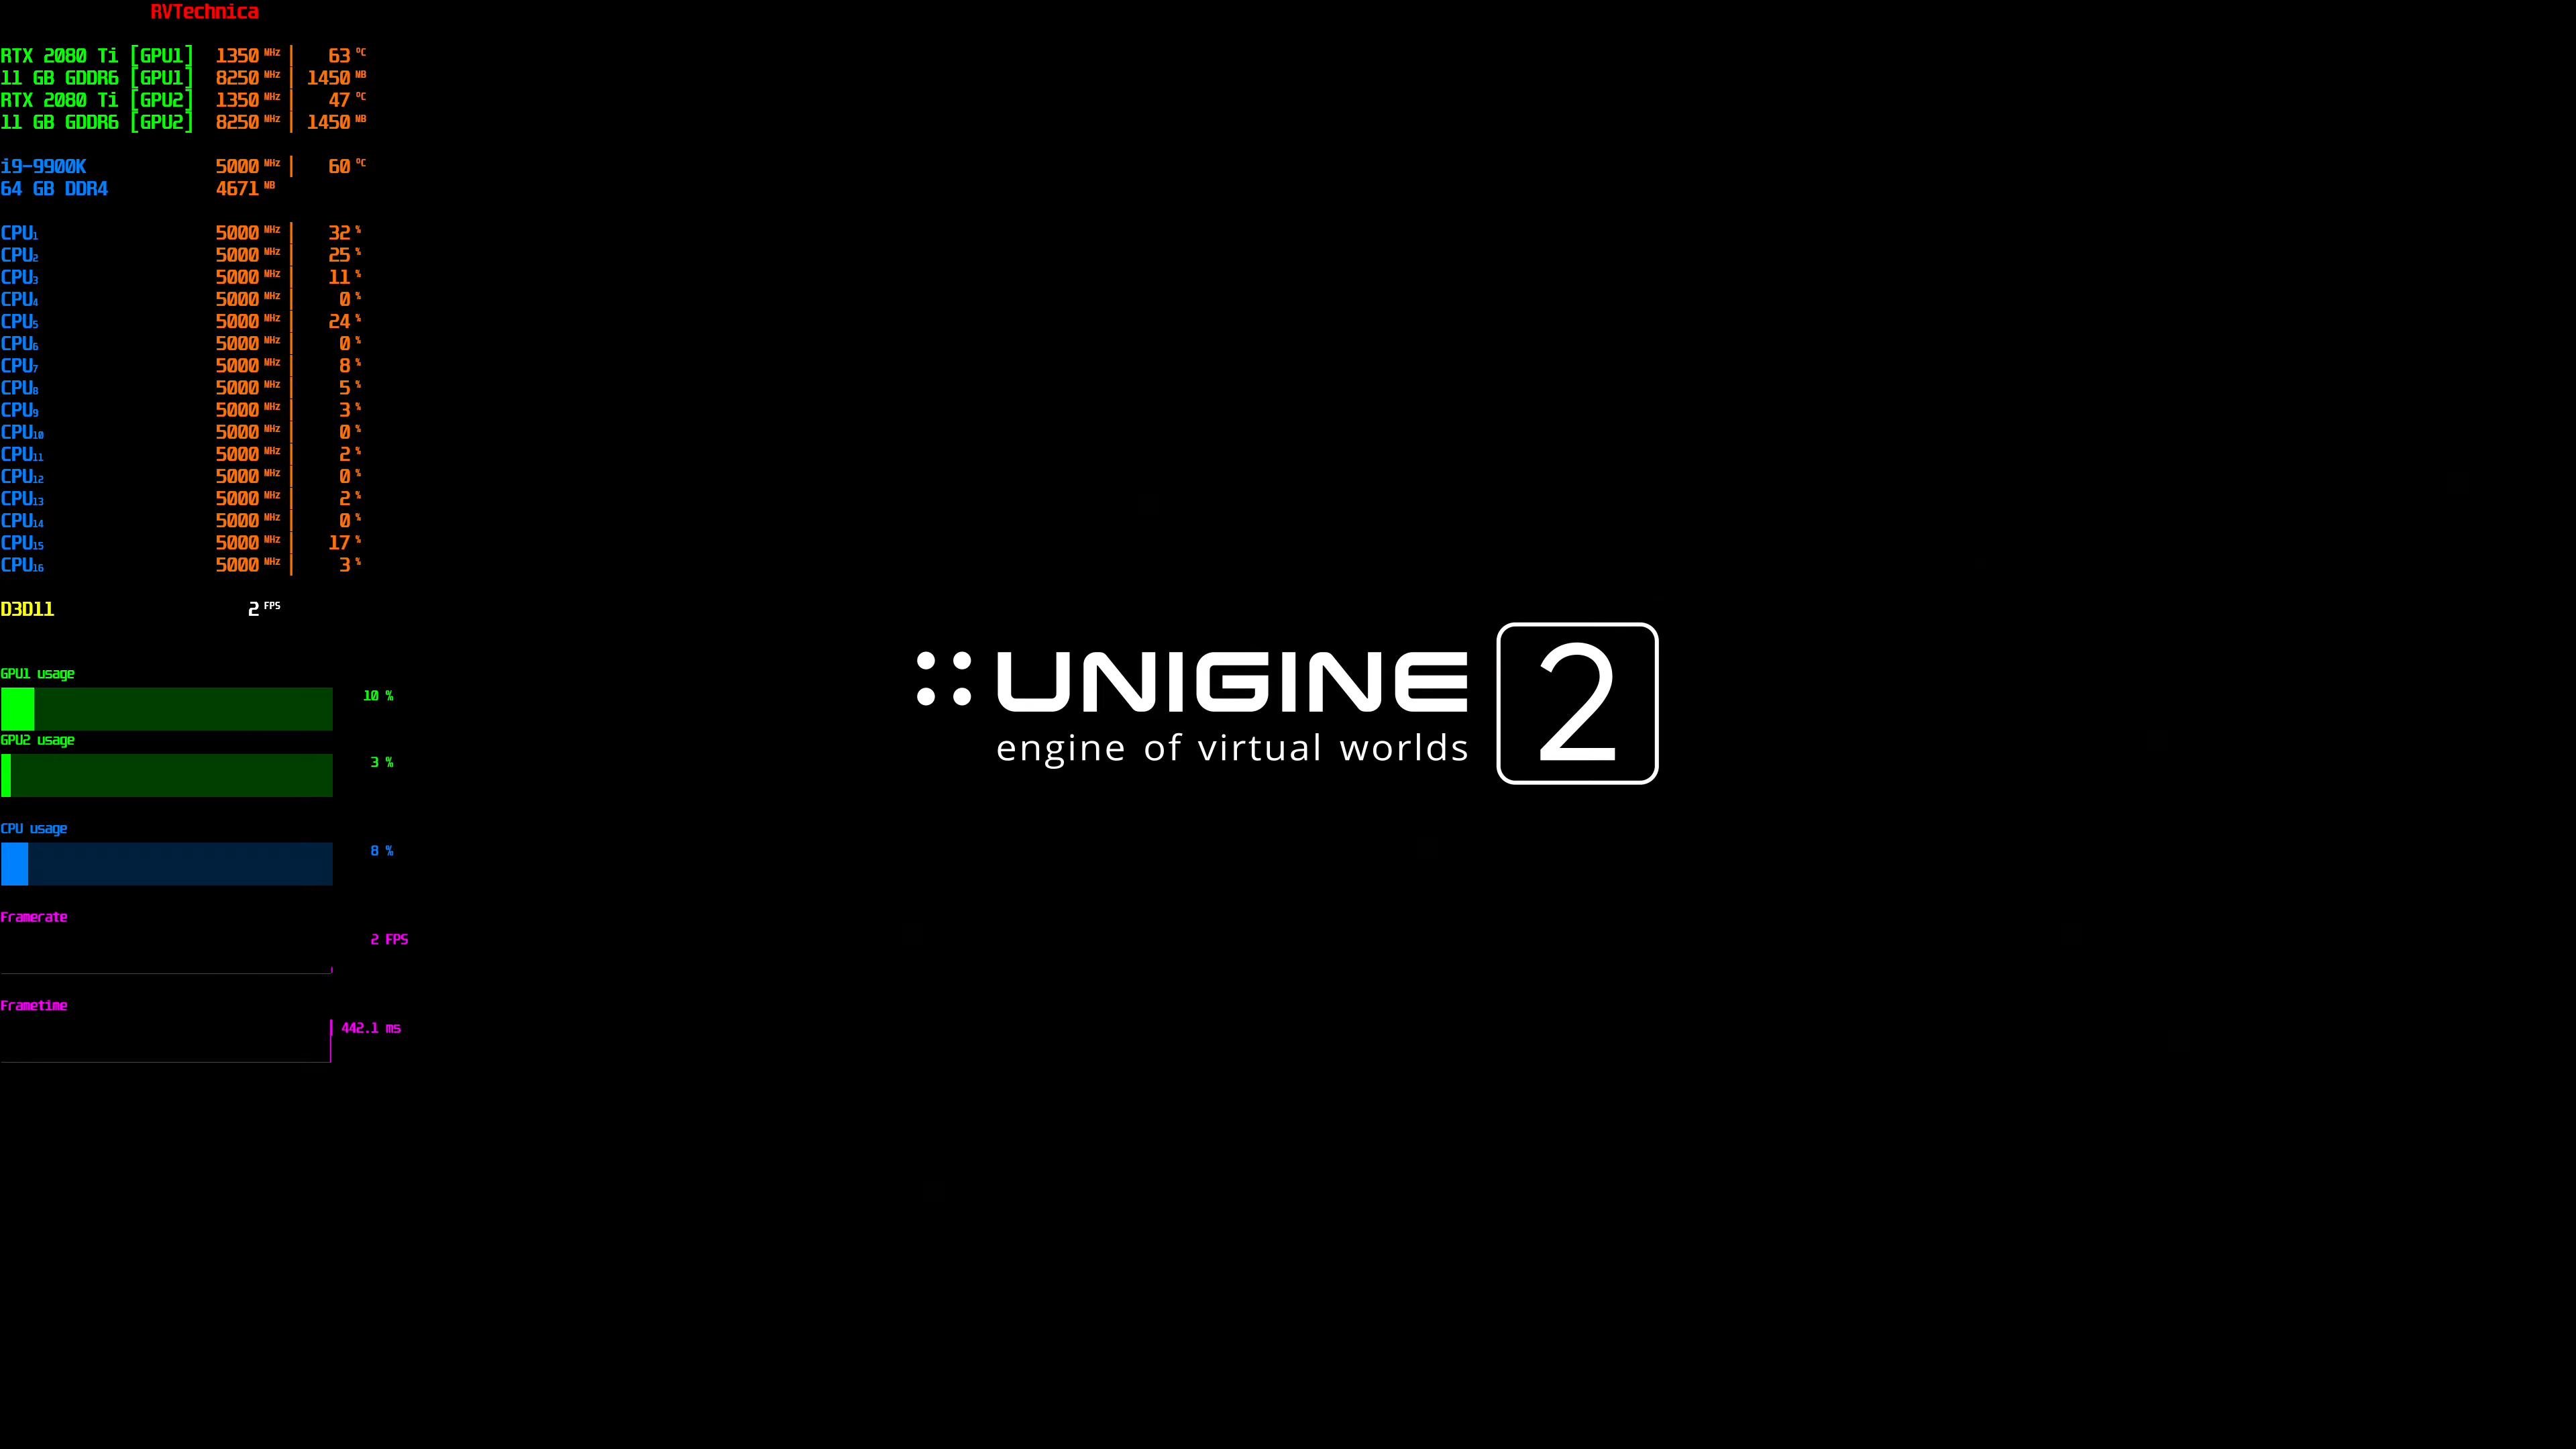 RVTechnica
RTX 2080 Ti [GPU1] 1350 MHz | 63 °C
11 GB GDDR6 [GPU1] 8250 MHz | 1450 MB
RTX 2080 Ti [GPU2] 1350 MHz | 47 °C
11 GB GDDR6 [GPU2] 8250 MHz | 1450 MB
i9-9900K 5000 MHz | 60 °C
64 GB DDR4 4671 MB
CPU1 5000 MHz | 32 %
CPU2 5000 MHz | 25 %
CPU3 5000 MHz | 11 %
CPU4 5000 MHz | 0 %
CPU5 5000 MHz | 24 %
CPU6 5000 MHz | 0 %
CPU7 5000 MHz | 8 %
CPU8 5000 MHz | 5 %
CPU9 5000 MHz | 3 %
CPU10 5000 MHz | 0 %
CPU11 5000 MHz | 2 %
CPU12 5000 MHz | 0 %
CPU13 5000 MHz | 2 %
CPU14 5000 MHz | 0 %
CPU15 5000 MHz | 17 %
CPU16 5000 MHz | 3 %
D3D11 2 FPS
GPU1 usage
10 %
GPU2 usage
3 %
CPU usage
8 %
Framerate
2 FPS
Frametime
442.1 ms
UNIGINE 2
engine of virtual worlds